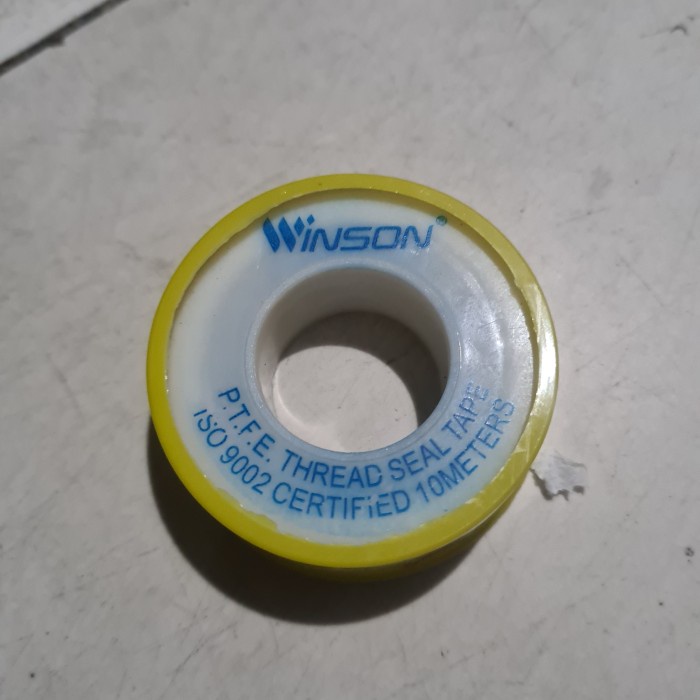 WINSON®
P.T.F.E. THREAD SEAL TAPE
ISO 9002 CERTIFiED 10METERS